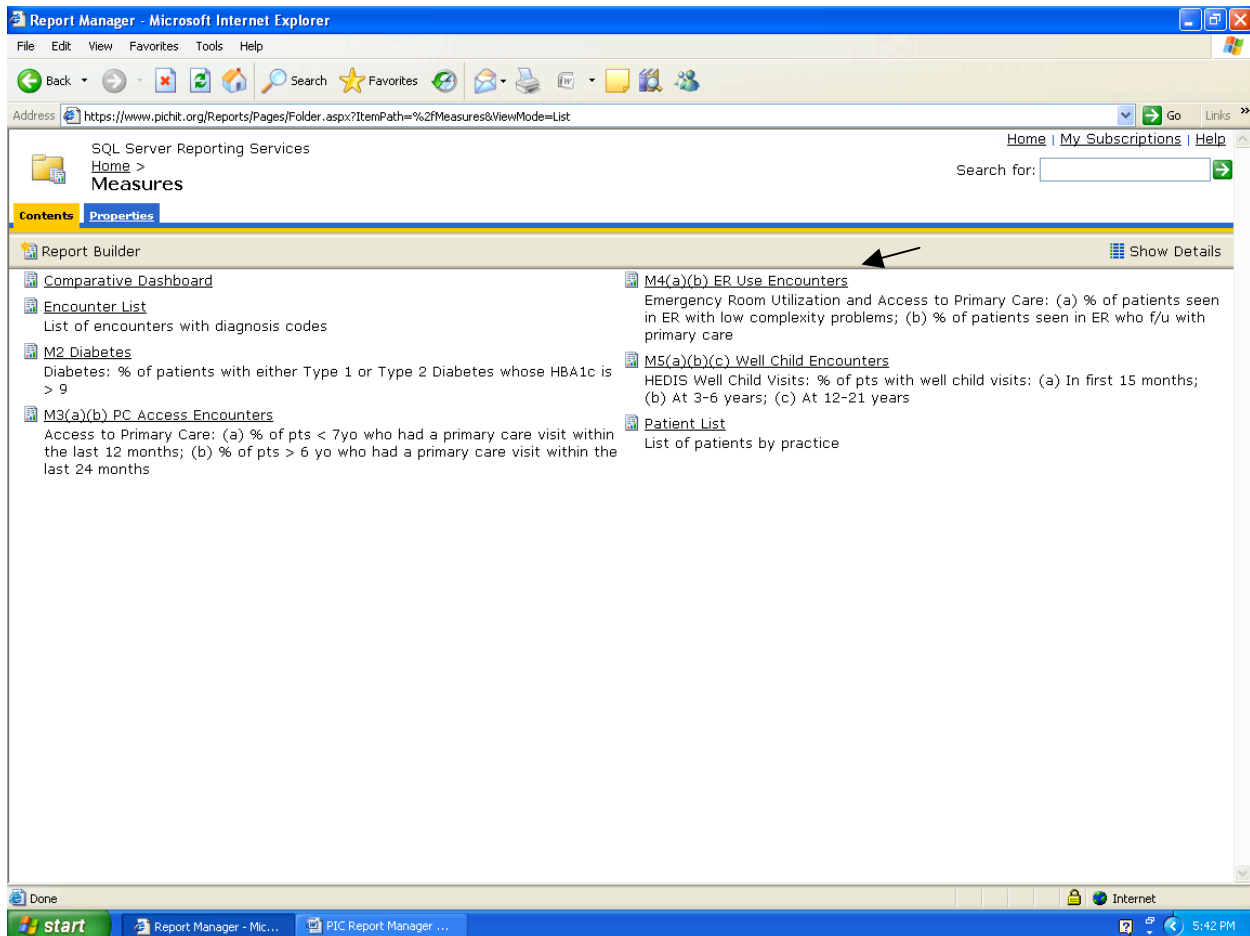 Report Manager - Microsoft Internet Explorer
File Edit View Favorites Tools Help
Back Search Favorites
Address https://www.pichit.org/Reports/Pages/Folder.aspx?ItemPath=%2fMeasures&ViewMode=List Go Links »
SQL Server Reporting Services
Home >
Measures
Home | My Subscriptions | Help
Search for:
Contents Properties
Report Builder Show Details
Comparative Dashboard
Encounter List
List of encounters with diagnosis codes
M2 Diabetes
Diabetes: % of patients with either Type 1 or Type 2 Diabetes whose HBA1c is
> 9
M3(a)(b) PC Access Encounters
Access to Primary Care: (a) % of pts < 7yo who had a primary care visit within
the last 12 months; (b) % of pts > 6 yo who had a primary care visit within the
last 24 months
M4(a)(b) ER Use Encounters
Emergency Room Utilization and Access to Primary Care: (a) % of patients seen
in ER with low complexity problems; (b) % of patients seen in ER who f/u with
primary care
M5(a)(b)(c) Well Child Encounters
HEDIS Well Child Visits: % of pts with well child visits: (a) In first 15 months;
(b) At 3-6 years; (c) At 12-21 years
Patient List
List of patients by practice
Done Internet
start Report Manager - Mic... PIC Report Manager ... 5:42 PM